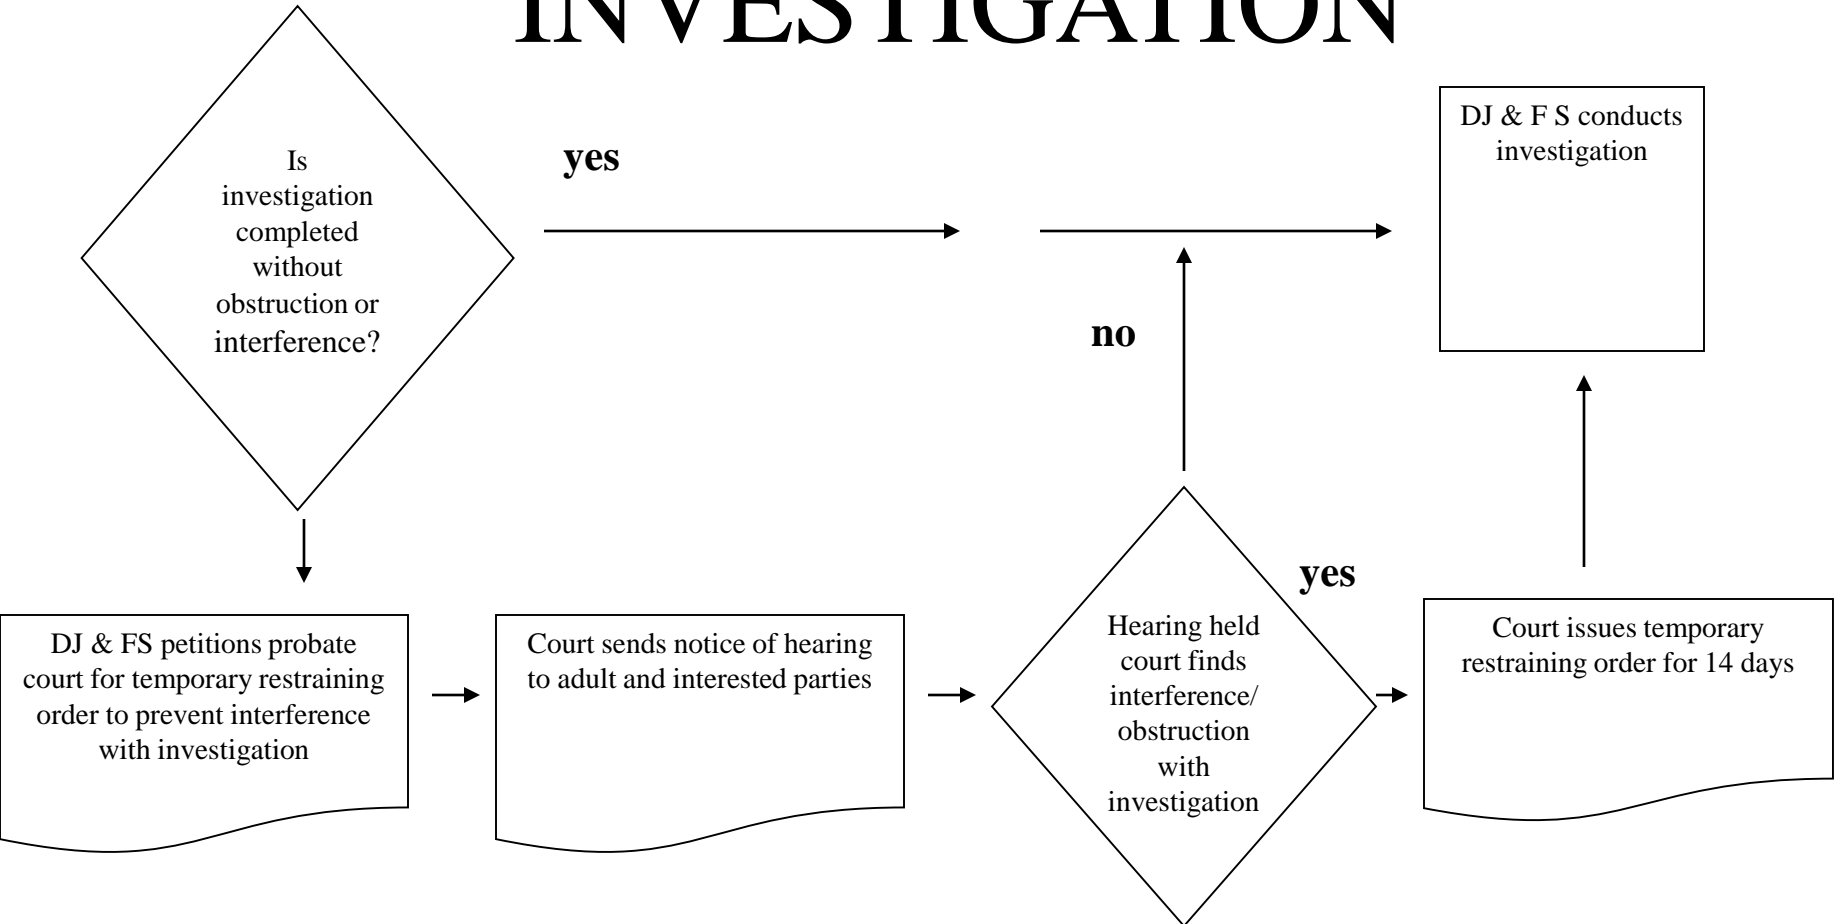 INVESTIGATION
Is
investigation
completed
without
obstruction or
interference?
yes
DJ & F S conducts
investigation
no
yes
DJ & FS petitions probate
court for temporary restraining
order to prevent interference
with investigation
Court sends notice of hearing
to adult and interested parties
Hearing held
court finds
interference/
obstruction
with
investigation
Court issues temporary
restraining order for 14 days